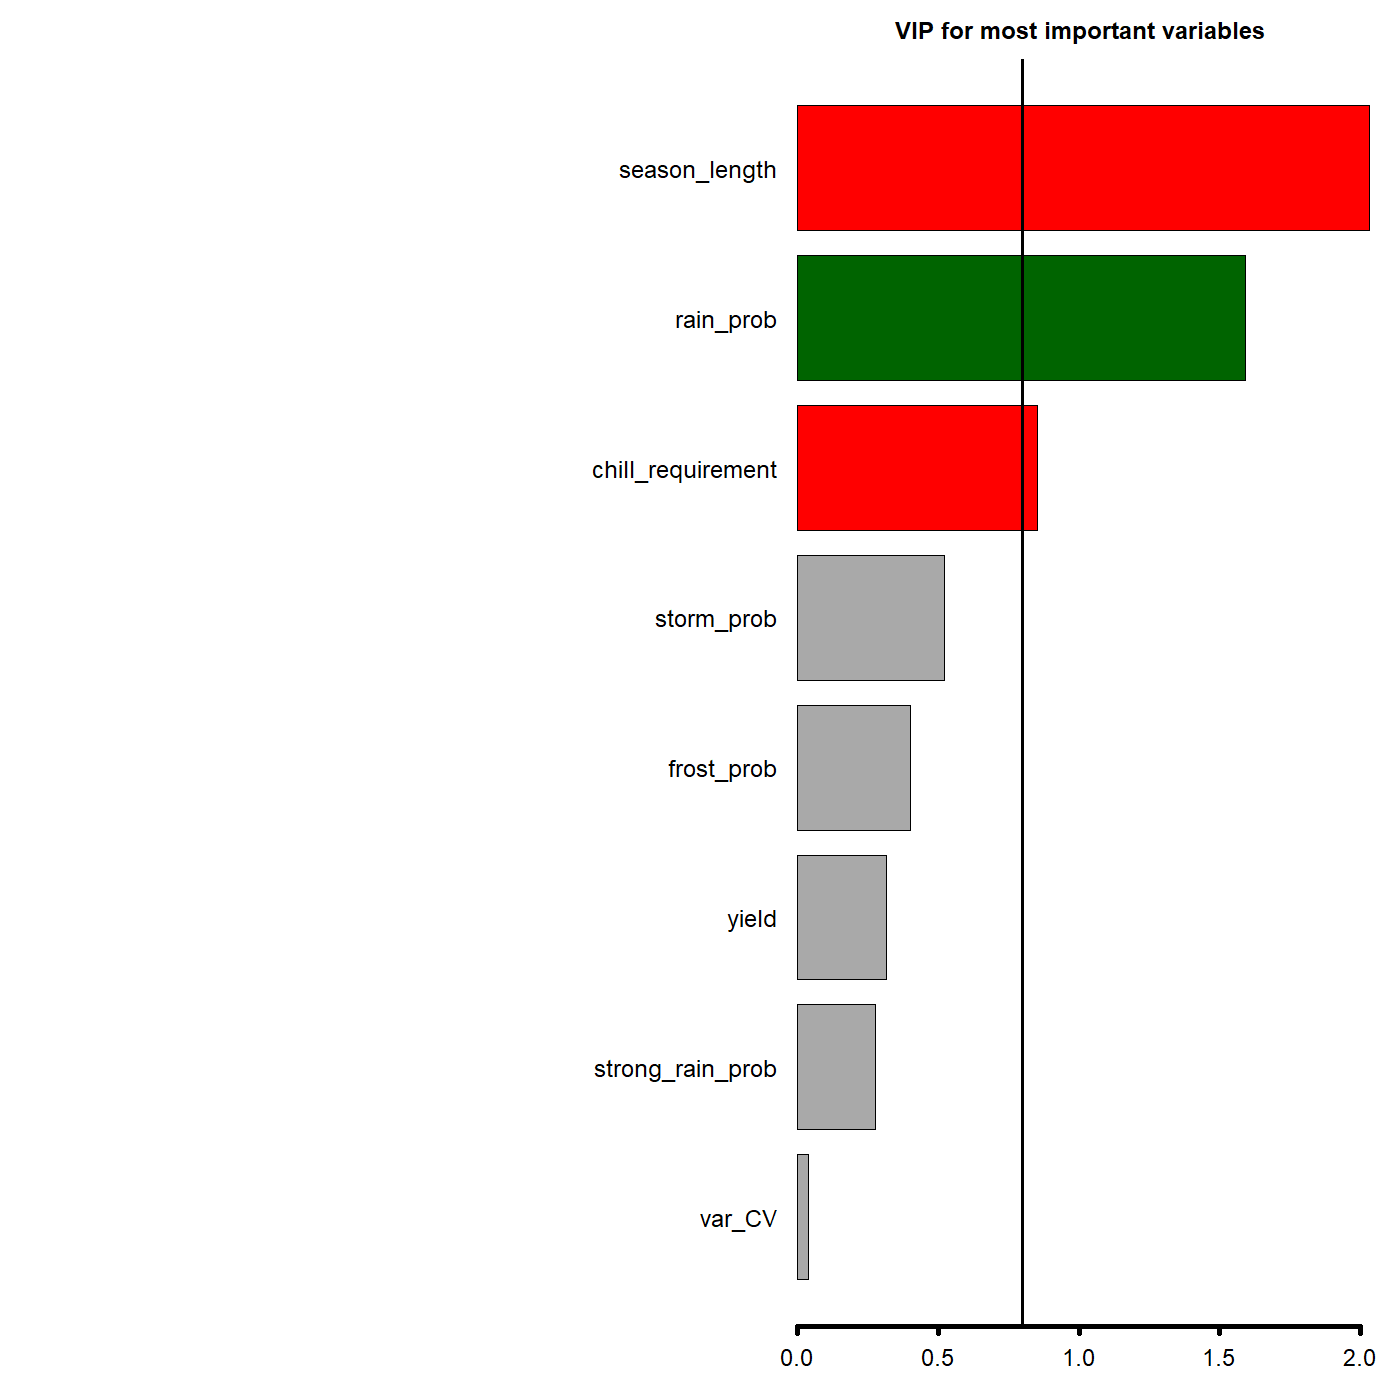 VIP for most important variables
season_length
rain_prob
chill_requirement
storm_prob
frost_prob
yield
strong_rain_prob
var_CV
0.0 0.5 1.0 1.5 2.0